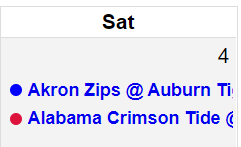 Sat
4
Akron Zips @ Auburn
Alabama Crimson Tide @